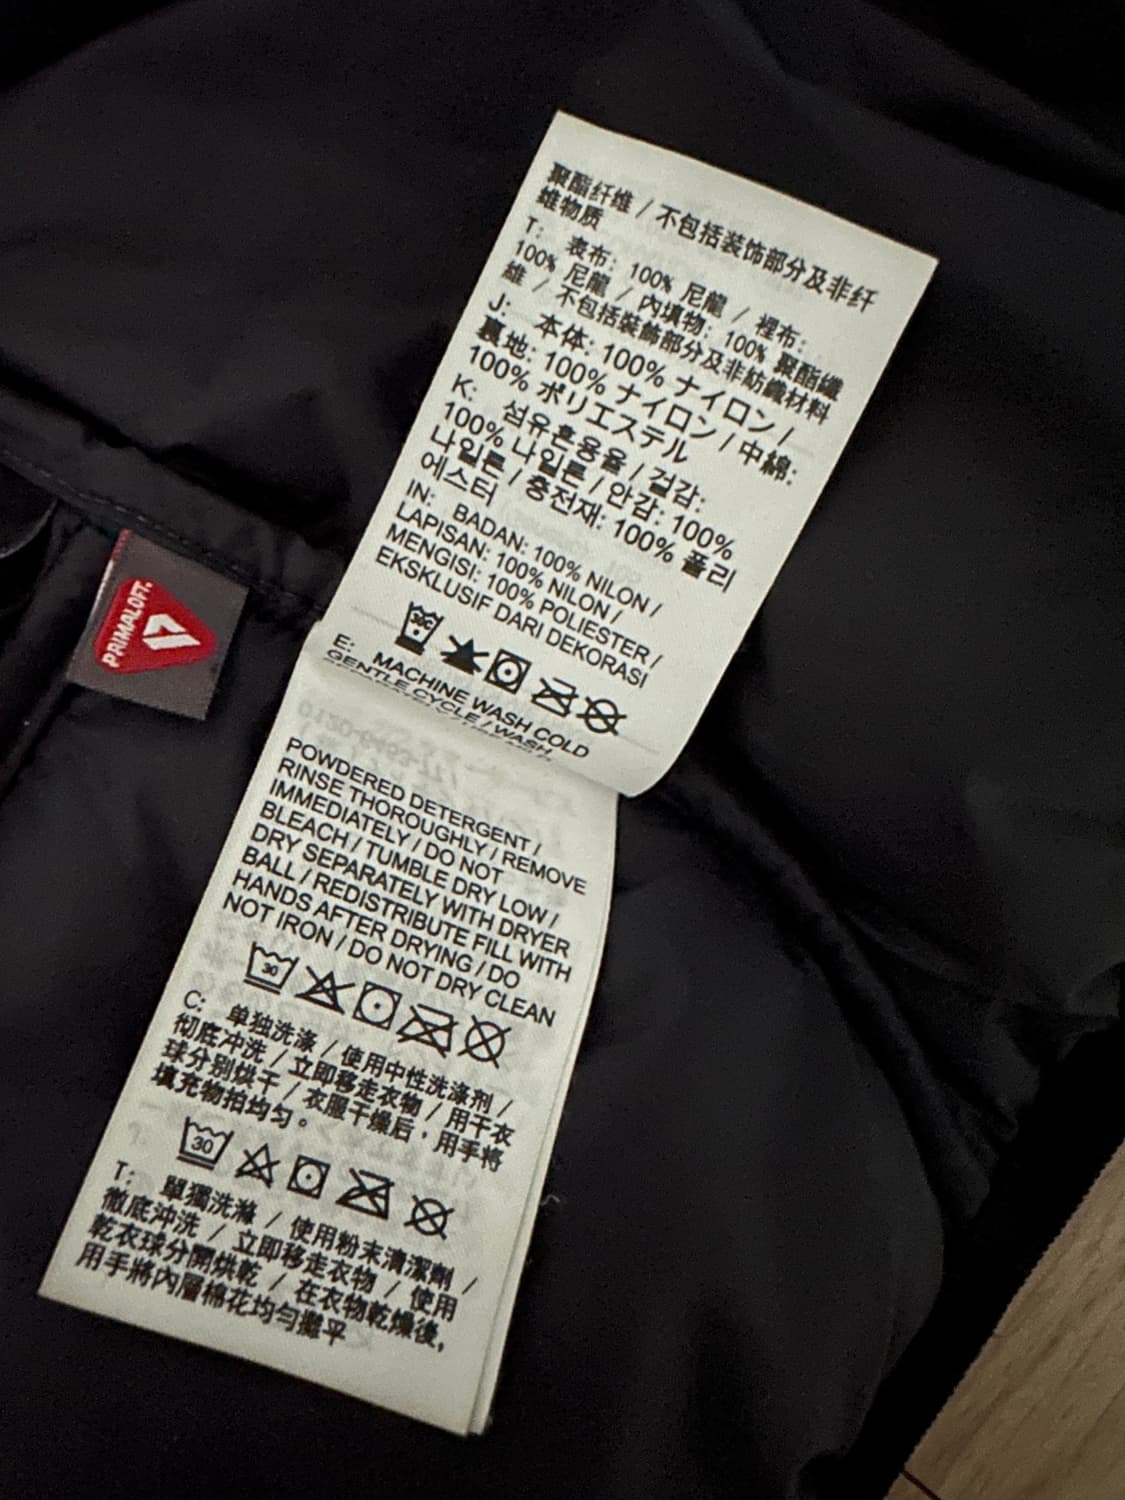 聚酯纤维 / 不包括装饰部分及非纤
维物质
T: 表布: 100% 尼龍 / 裡布:
100% 尼龍 / 內填物: 100% 聚酯纖
維 / 不包括裝飾部分及非紡織材料
J: 本体: 100% ナイロン /
裏地: 100% ナイロン / 中綿:
100% ポリエステル
K: 섬유혼용율 / 겉감:
100% 나일론 / 안감: 100%
나일론 / 충전재: 100% 폴리
에스터
IN: BADAN: 100% NILON /
LAPISAN: 100% NILON /
MENGISI: 100% POLIESTER /
EKSKLUSIF DARI DEKORASI
30C
E: MACHINE WASH COLD
GENTLE CYCLE / WASH
PRIMALOFT.
POWDERED DETERGENT /
RINSE THOROUGHLY / REMOVE
IMMEDIATELY / DO NOT
BLEACH / TUMBLE DRY LOW /
DRY SEPARATELY WITH DRYER
BALL / REDISTRIBUTE FILL WITH
HANDS AFTER DRYING / DO
NOT IRON / DO NOT DRY CLEAN
30
C: 单独洗涤 / 使用中性洗涤剂 /
彻底冲洗 / 立即移走衣物 / 用干衣
球分别烘干 / 衣服干燥后，用手将
填充物拍均匀。
30
T: 單獨洗滌 / 使用粉末清潔劑 /
徹底沖洗 / 立即移走衣物 / 使用
乾衣球分開烘乾 / 在衣物乾燥後,
用手將內層棉花均勻攤平